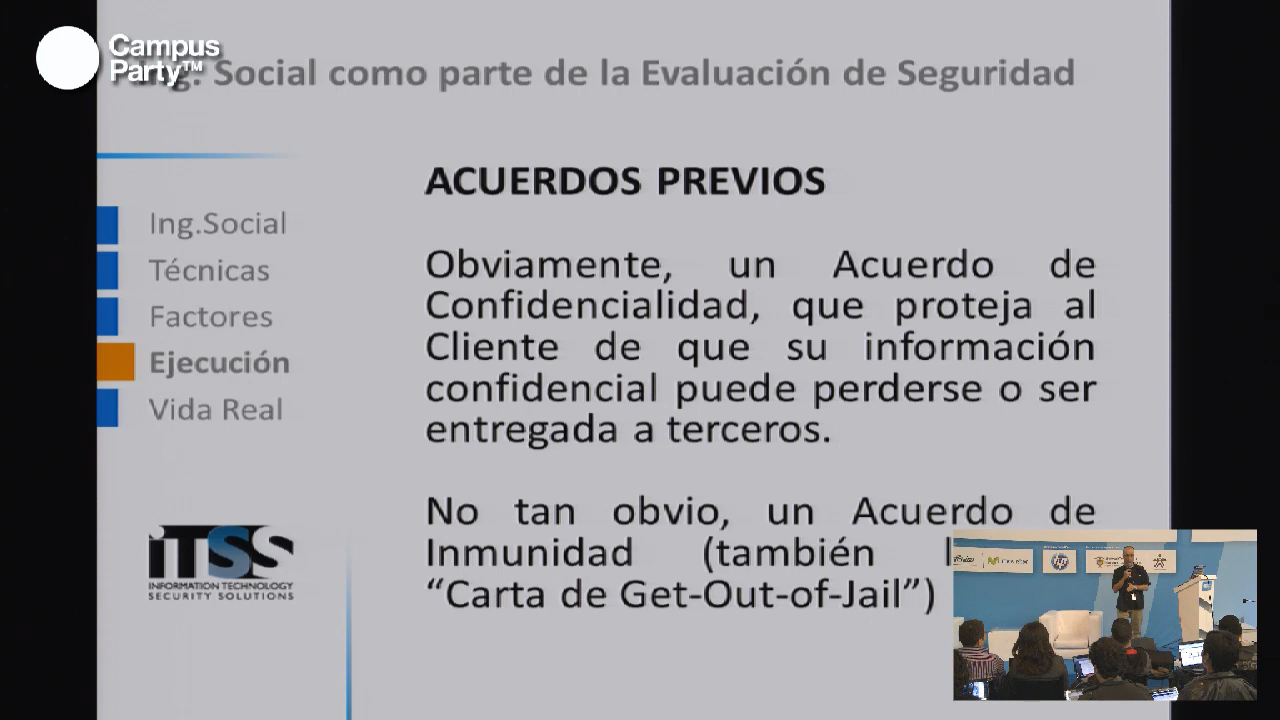 Campus
Party™
Social como parte de la Evaluación de Seguridad
Ing.Social
Técnicas
Factores
Ejecución
Vida Real
iTSS
INFORMATION TECHNOLOGY
SECURITY SOLUTIONS
ACUERDOS PREVIOS
Obviamente, un Acuerdo de
Confidencialidad, que proteja al
Cliente de que su información
confidencial puede perderse o ser
entregada a terceros.
No tan obvio, un Acuerdo de
Inmunidad (también
“Carta de Get-Out-of-Jail”)
movistar
hp